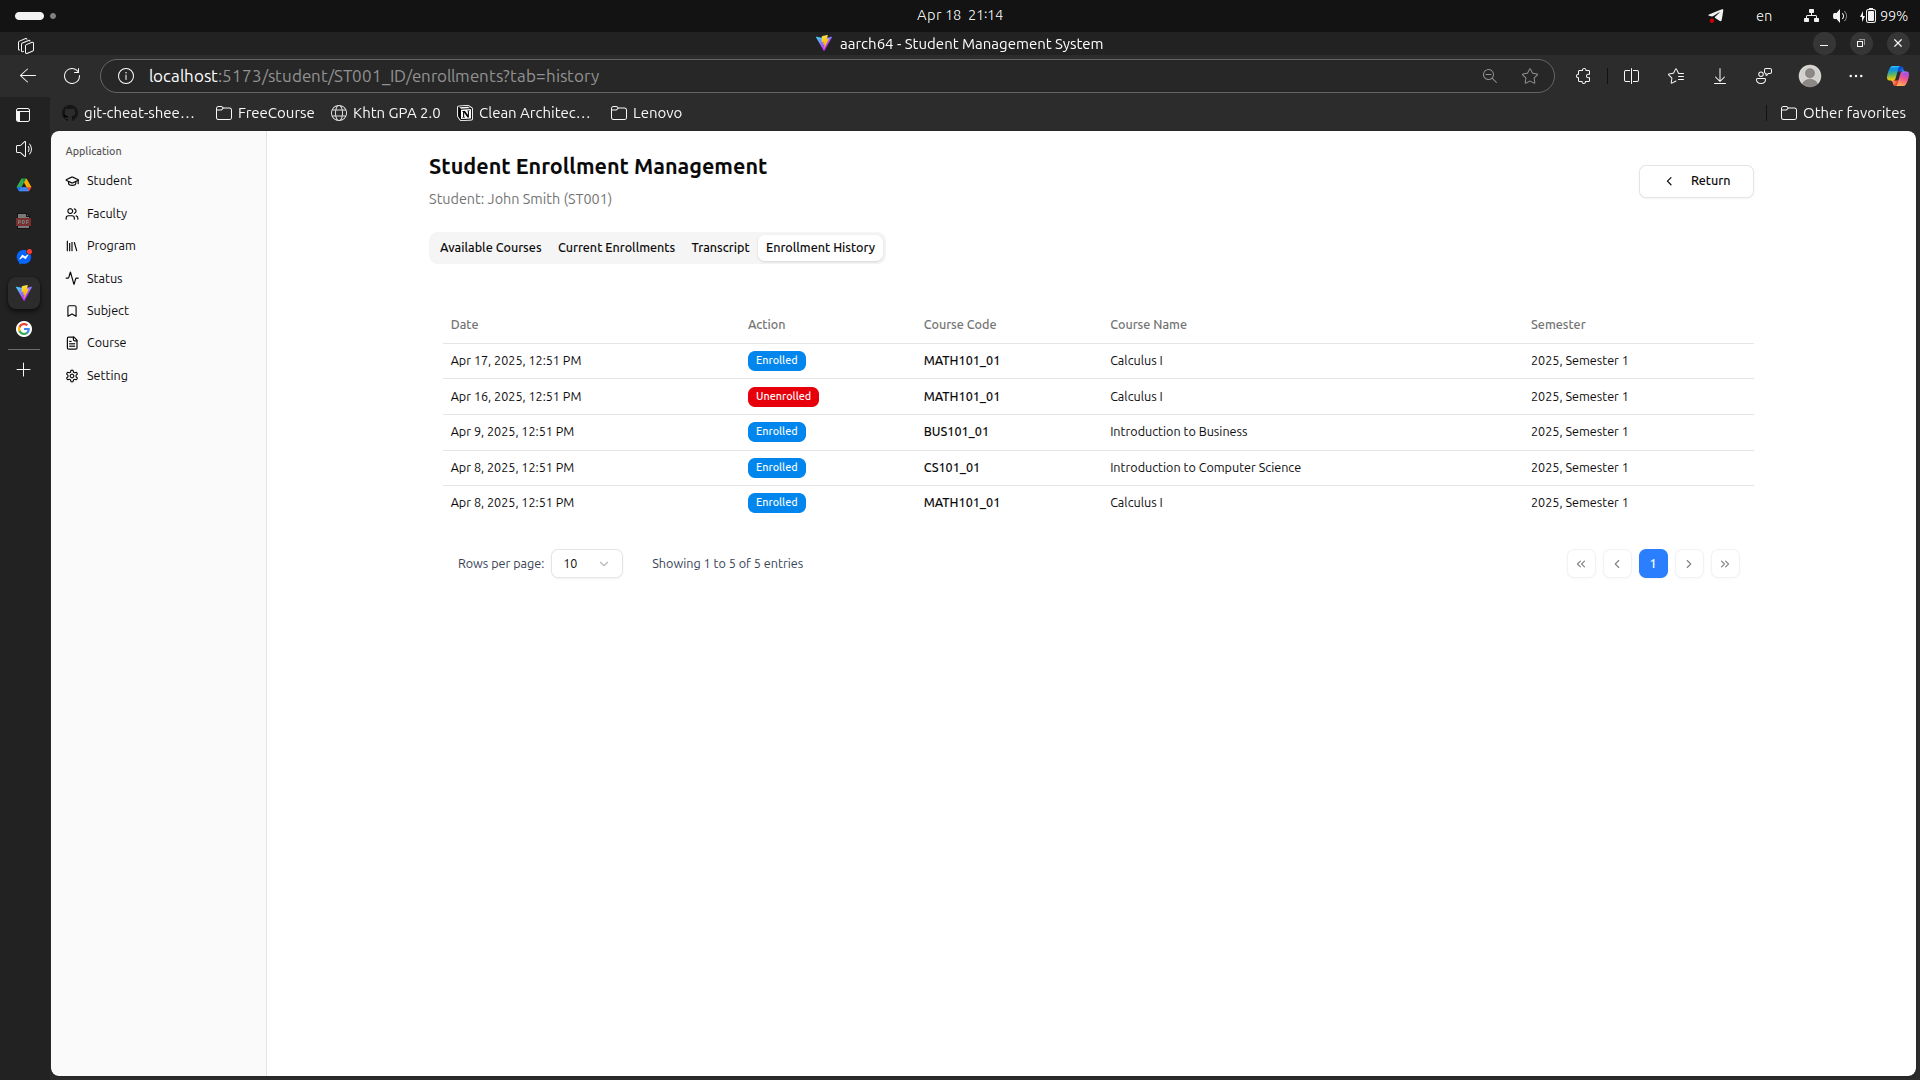 Apr 18 21:14
en
99%
aarch64 - Student Management System
localhost:5173/student/ST001_ID/enrollments?tab=history
git-cheat-shee…
FreeCourse
Khtn GPA 2.0
Clean Architec…
Lenovo
Other favorites
Application
Student
Faculty
Program
Status
Subject
Course
Setting
Student Enrollment Management
Student: John Smith (ST001)
Return
Available Courses Current Enrollments Transcript Enrollment History
Date Action Course Code Course Name Semester
Apr 17, 2025, 12:51 PM Enrolled MATH101_01 Calculus I 2025, Semester 1
Apr 16, 2025, 12:51 PM Unenrolled MATH101_01 Calculus I 2025, Semester 1
Apr 9, 2025, 12:51 PM Enrolled BUS101_01 Introduction to Business 2025, Semester 1
Apr 8, 2025, 12:51 PM Enrolled CS101_01 Introduction to Computer Science 2025, Semester 1
Apr 8, 2025, 12:51 PM Enrolled MATH101_01 Calculus I 2025, Semester 1
Rows per page: 10 Showing 1 to 5 of 5 entries « ‹ 1 › »